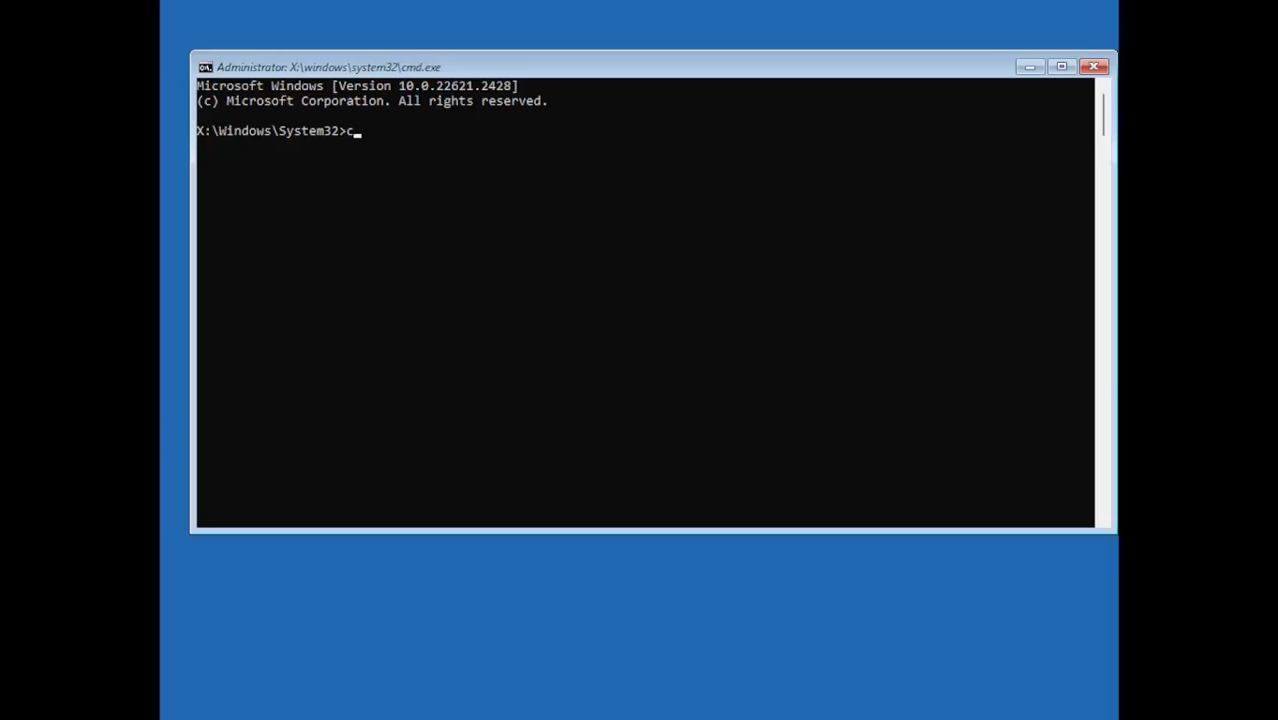 Administrator: X:\windows\system32\cmd.exe
Microsoft Windows [Version 10.0.22621.2428]
(c) Microsoft Corporation. All rights reserved.
X:\Windows\System32>c_